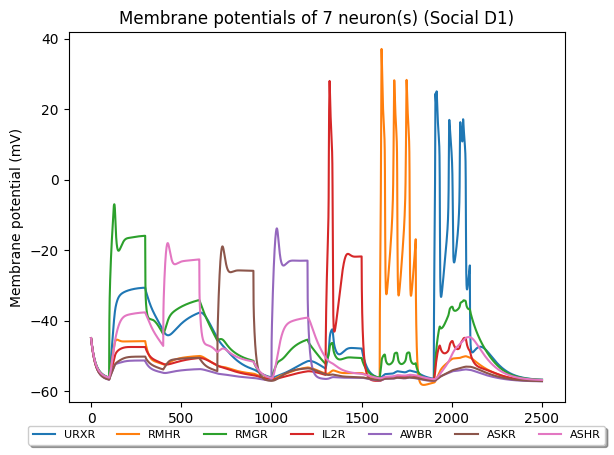 Membrane potentials of 7 neuron(s) (Social D1)
Membrane potential (mV)
40
20
0
−20
−40
−60
0 500 1000 1500 2000 2500
URXR RMHR RMGR IL2R AWBR ASKR ASHR